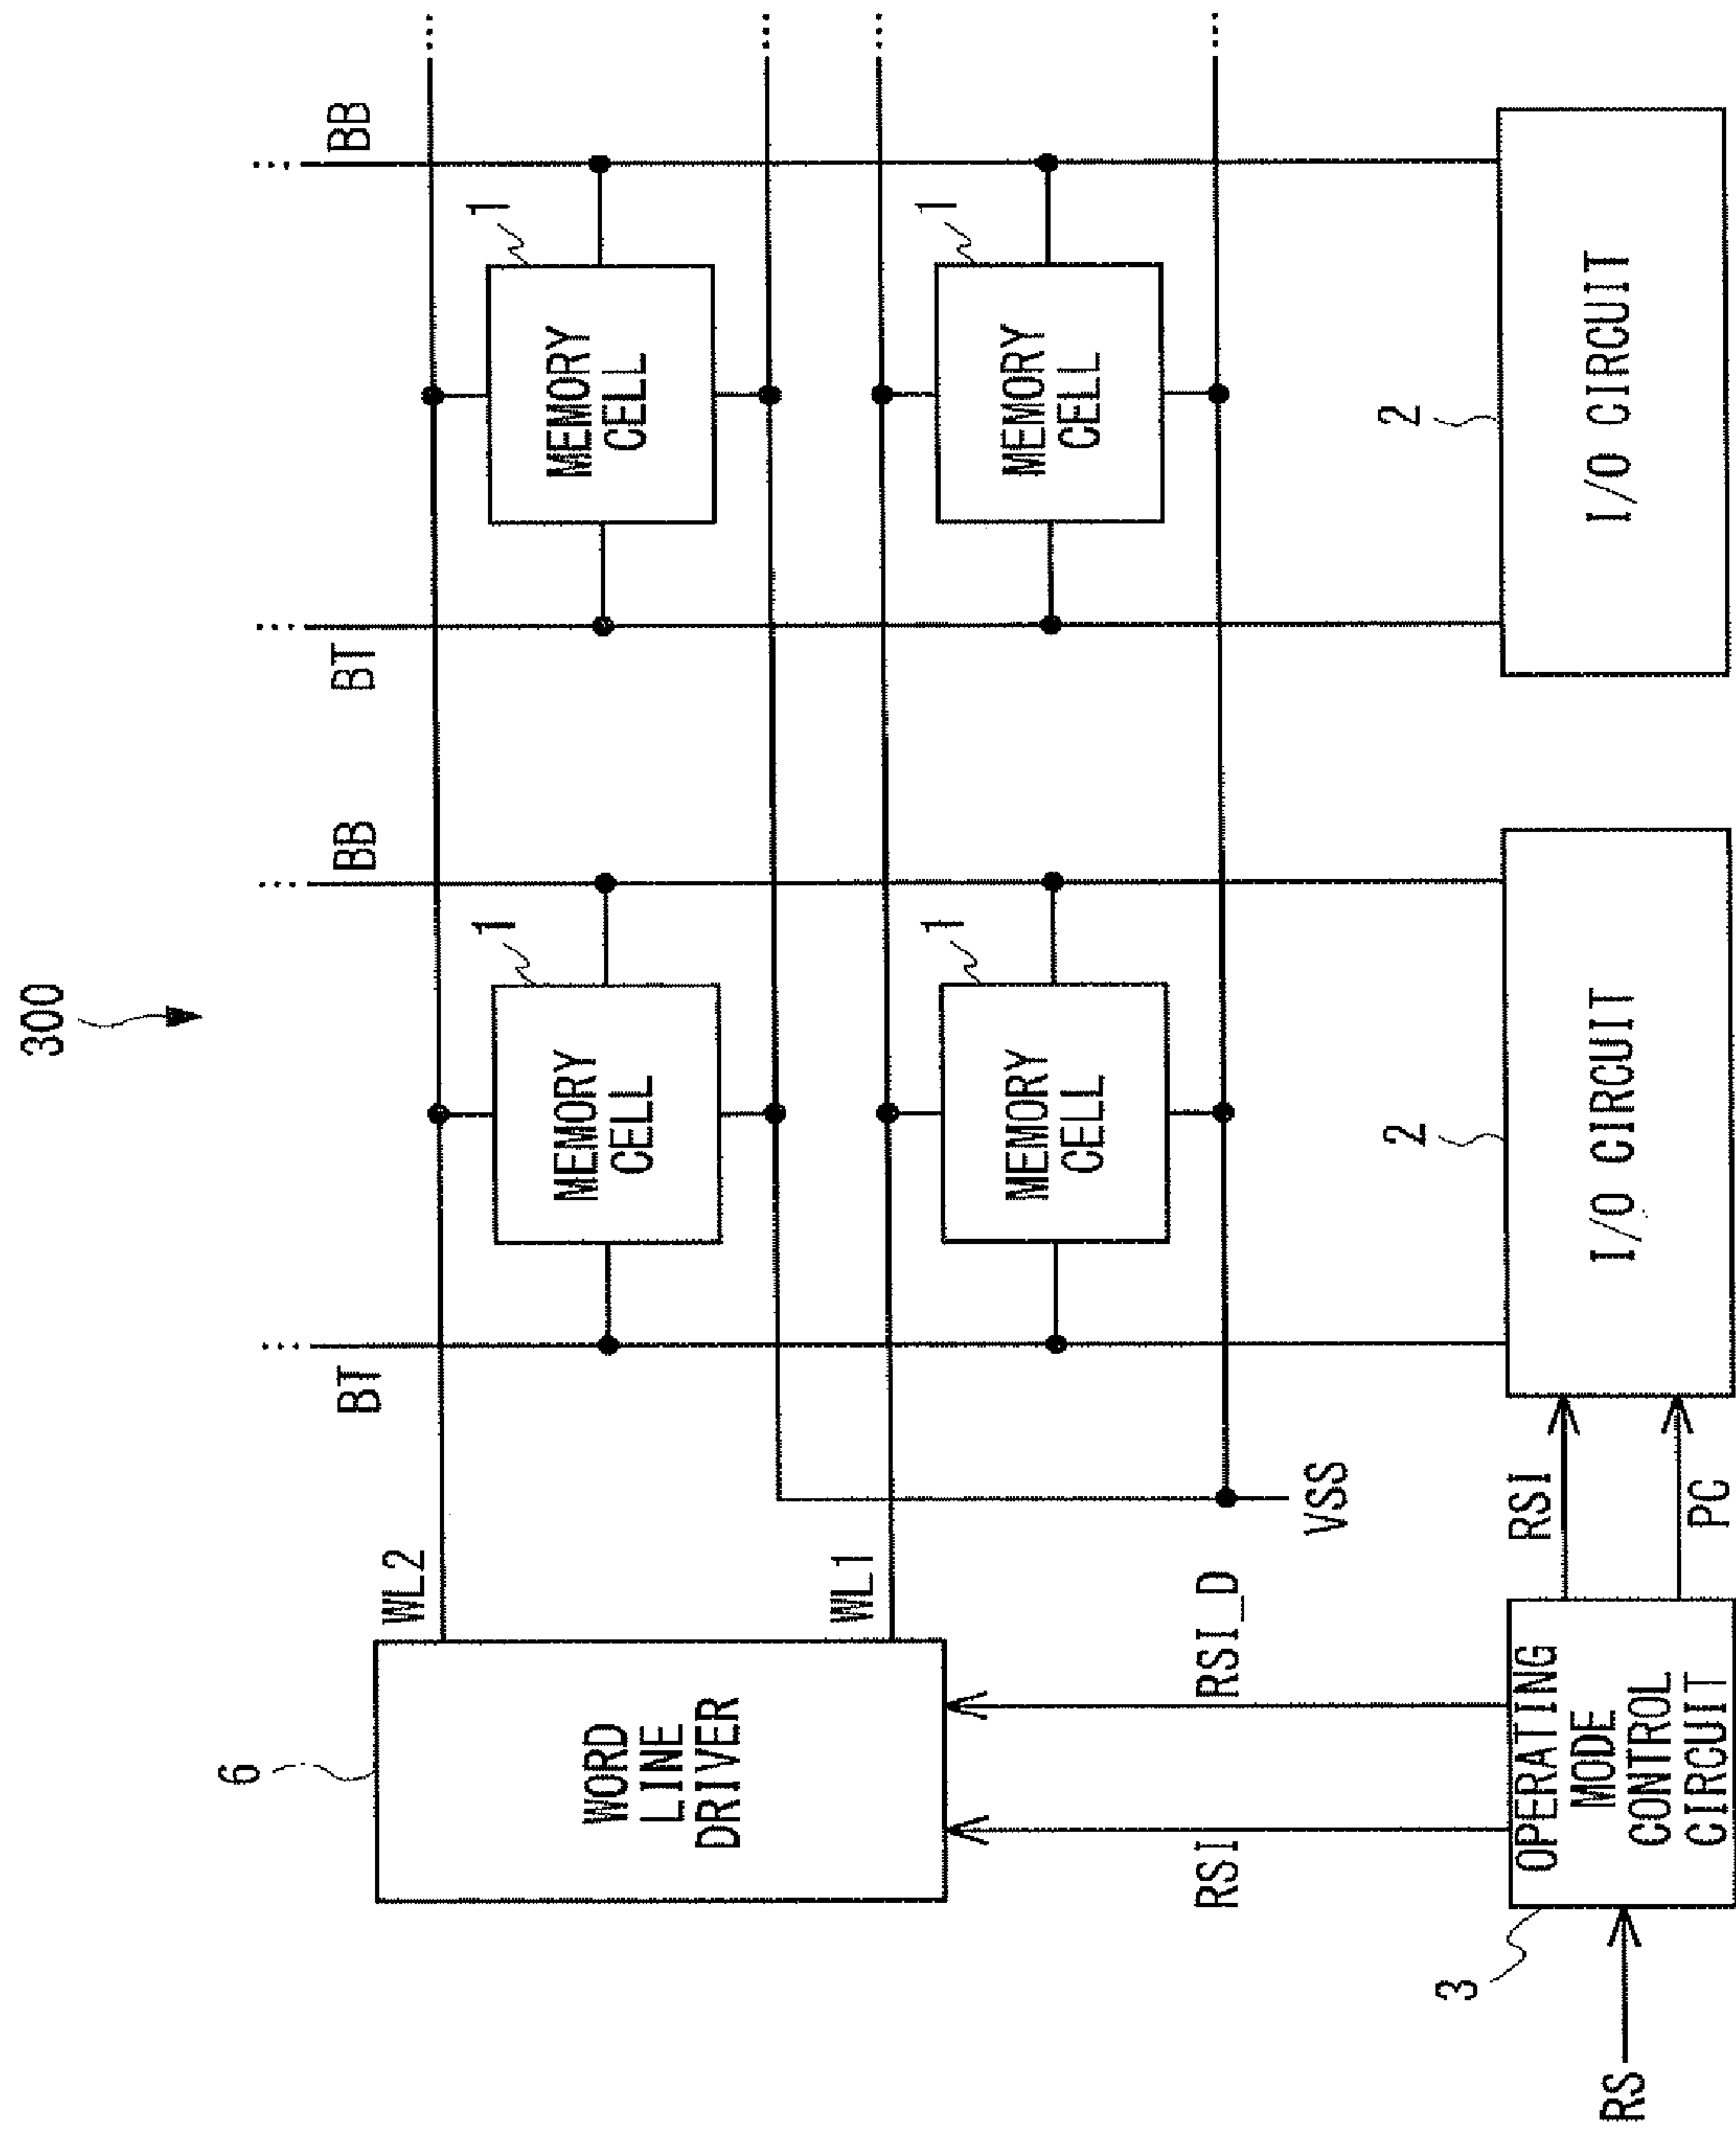 300
BT
BB
BT
BB
WL2
1
1
MEMORY
CELL
MEMORY
CELL
6
WORD
LINE
DRIVER
WL1
1
1
MEMORY
CELL
MEMORY
CELL
VSS
RSI
RSI_D
2
2
RSI
PC
I/O CIRCUIT
I/O CIRCUIT
3
OPERATING
MODE
CONTROL
CIRCUIT
RS